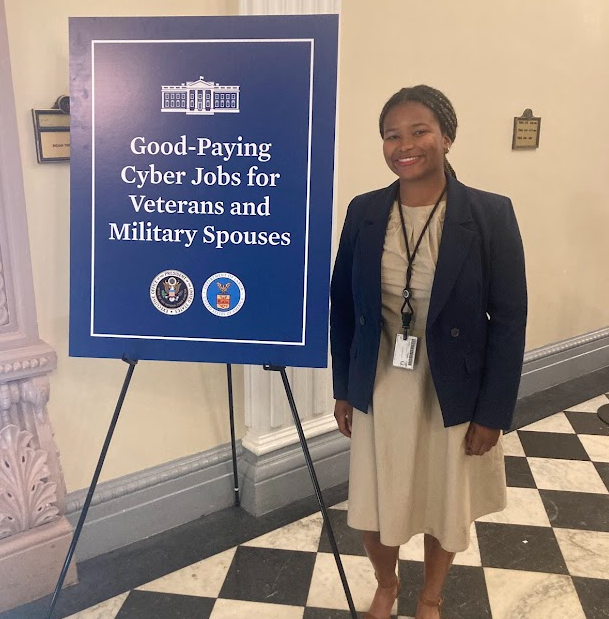 Good-Paying
Cyber Jobs for
Veterans and
Military Spouses